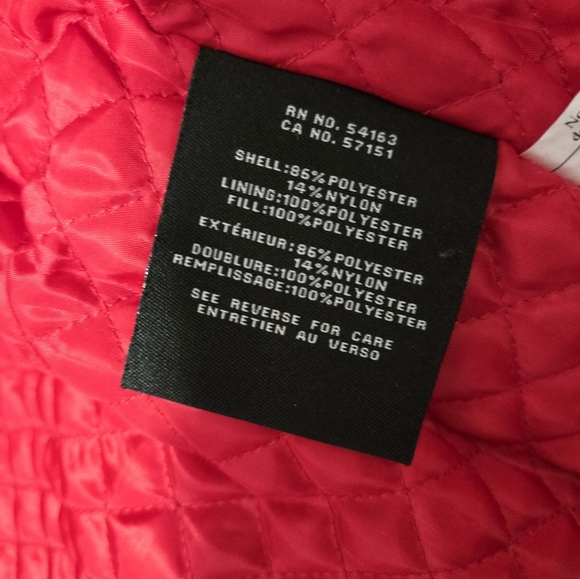 RN NO. 54163
CA NO. 57151
SHELL:86%POLYESTER
14%NYLON
LINING:100%POLYESTER
FILL:100%POLYESTER
EXTÉRIEUR:86%POLYESTER
14%NYLON
DOUBLURE:100%POLYESTER
REMPLISSAGE:100%POLYESTER
SEE REVERSE FOR CARE
ENTRETIEN AU VERSO